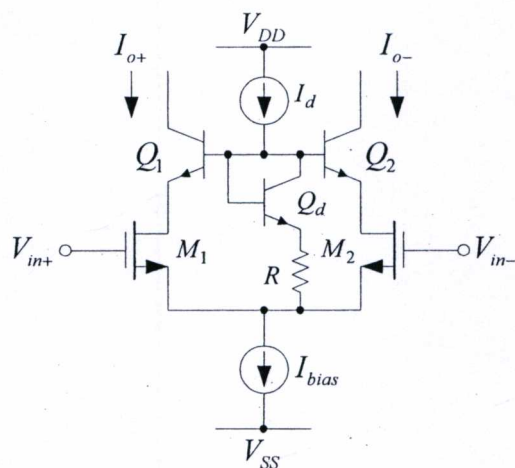 V_DD
I_o+
I_o−
I_d
Q_1
Q_2
Q_d
V_in+
M_1
R
M_2
V_in−
I_bias
V_SS